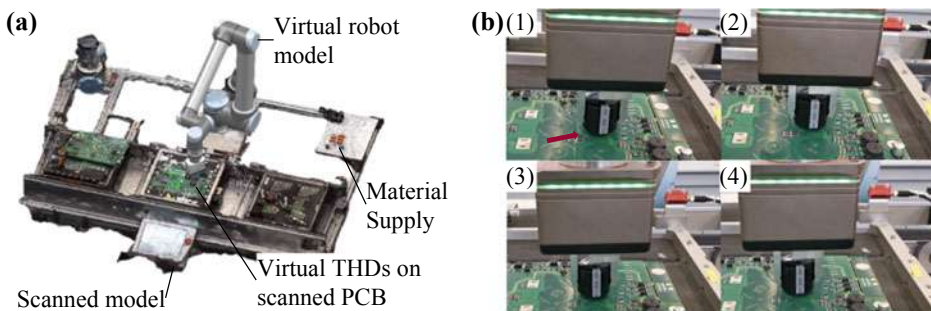 (a)
Virtual robot
model
Material
Supply
Virtual THDs on
scanned PCB
Scanned model
(b)
(1)
(2)
(3)
(4)